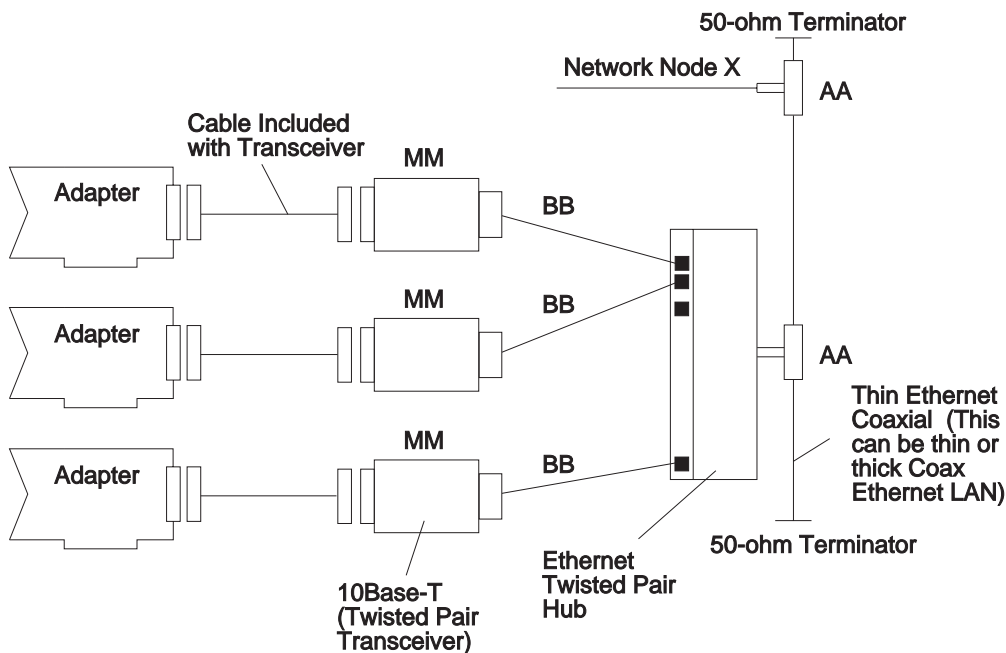 50-ohm Terminator
Network Node X
AA
Cable Included
with Transceiver
MM
Adapter
BB
MM
Adapter
BB
AA
Thin Ethernet
Coaxial (This
can be thin or
thick Coax
Ethernet LAN)
MM
Adapter
BB
50-ohm Terminator
Ethernet
Twisted Pair
Hub
10Base-T
(Twisted Pair
Transceiver)